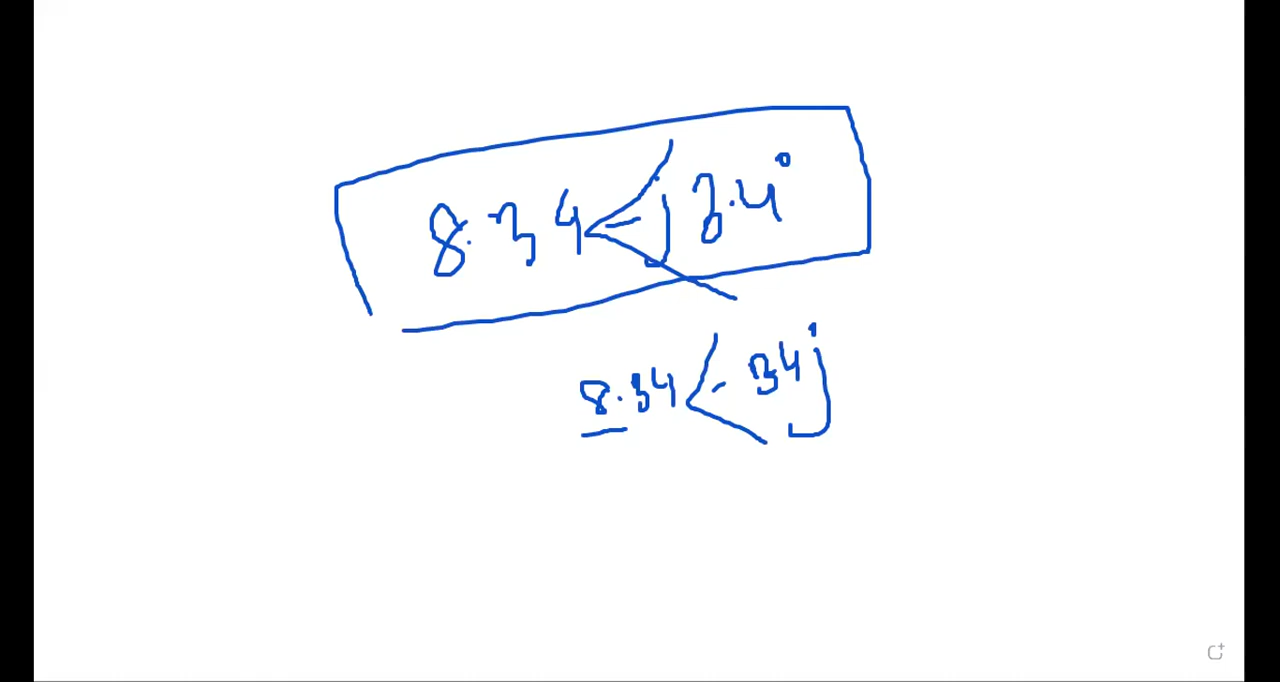 8.34 ∠ -j 3.4°
8.34 ∠ - 34 j